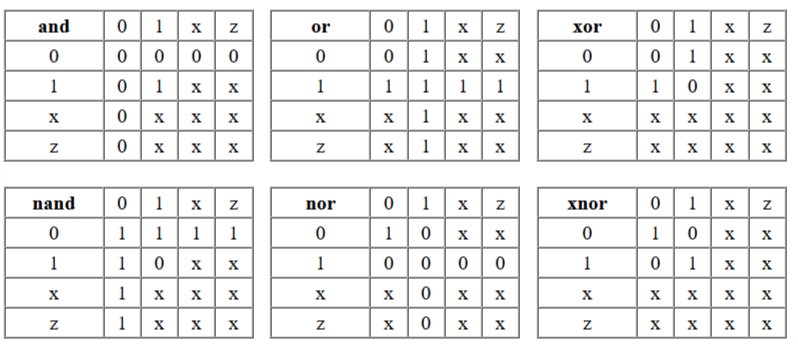 and 0 1 x z
0 0 0 0 0
1 0 1 x x
x 0 x x x
z 0 x x x
or 0 1 x z
0 0 1 x x
1 1 1 1 1
x x 1 x x
z x 1 x x
xor 0 1 x z
0 0 1 x x
1 1 0 x x
x x x x x
z x x x x
nand 0 1 x z
0 1 1 1 1
1 1 0 x x
x 1 x x x
z 1 x x x
nor 0 1 x z
0 1 0 x x
1 0 0 0 0
x x 0 x x
z x 0 x x
xnor 0 1 x z
0 1 0 x x
1 0 1 x x
x x x x x
z x x x x